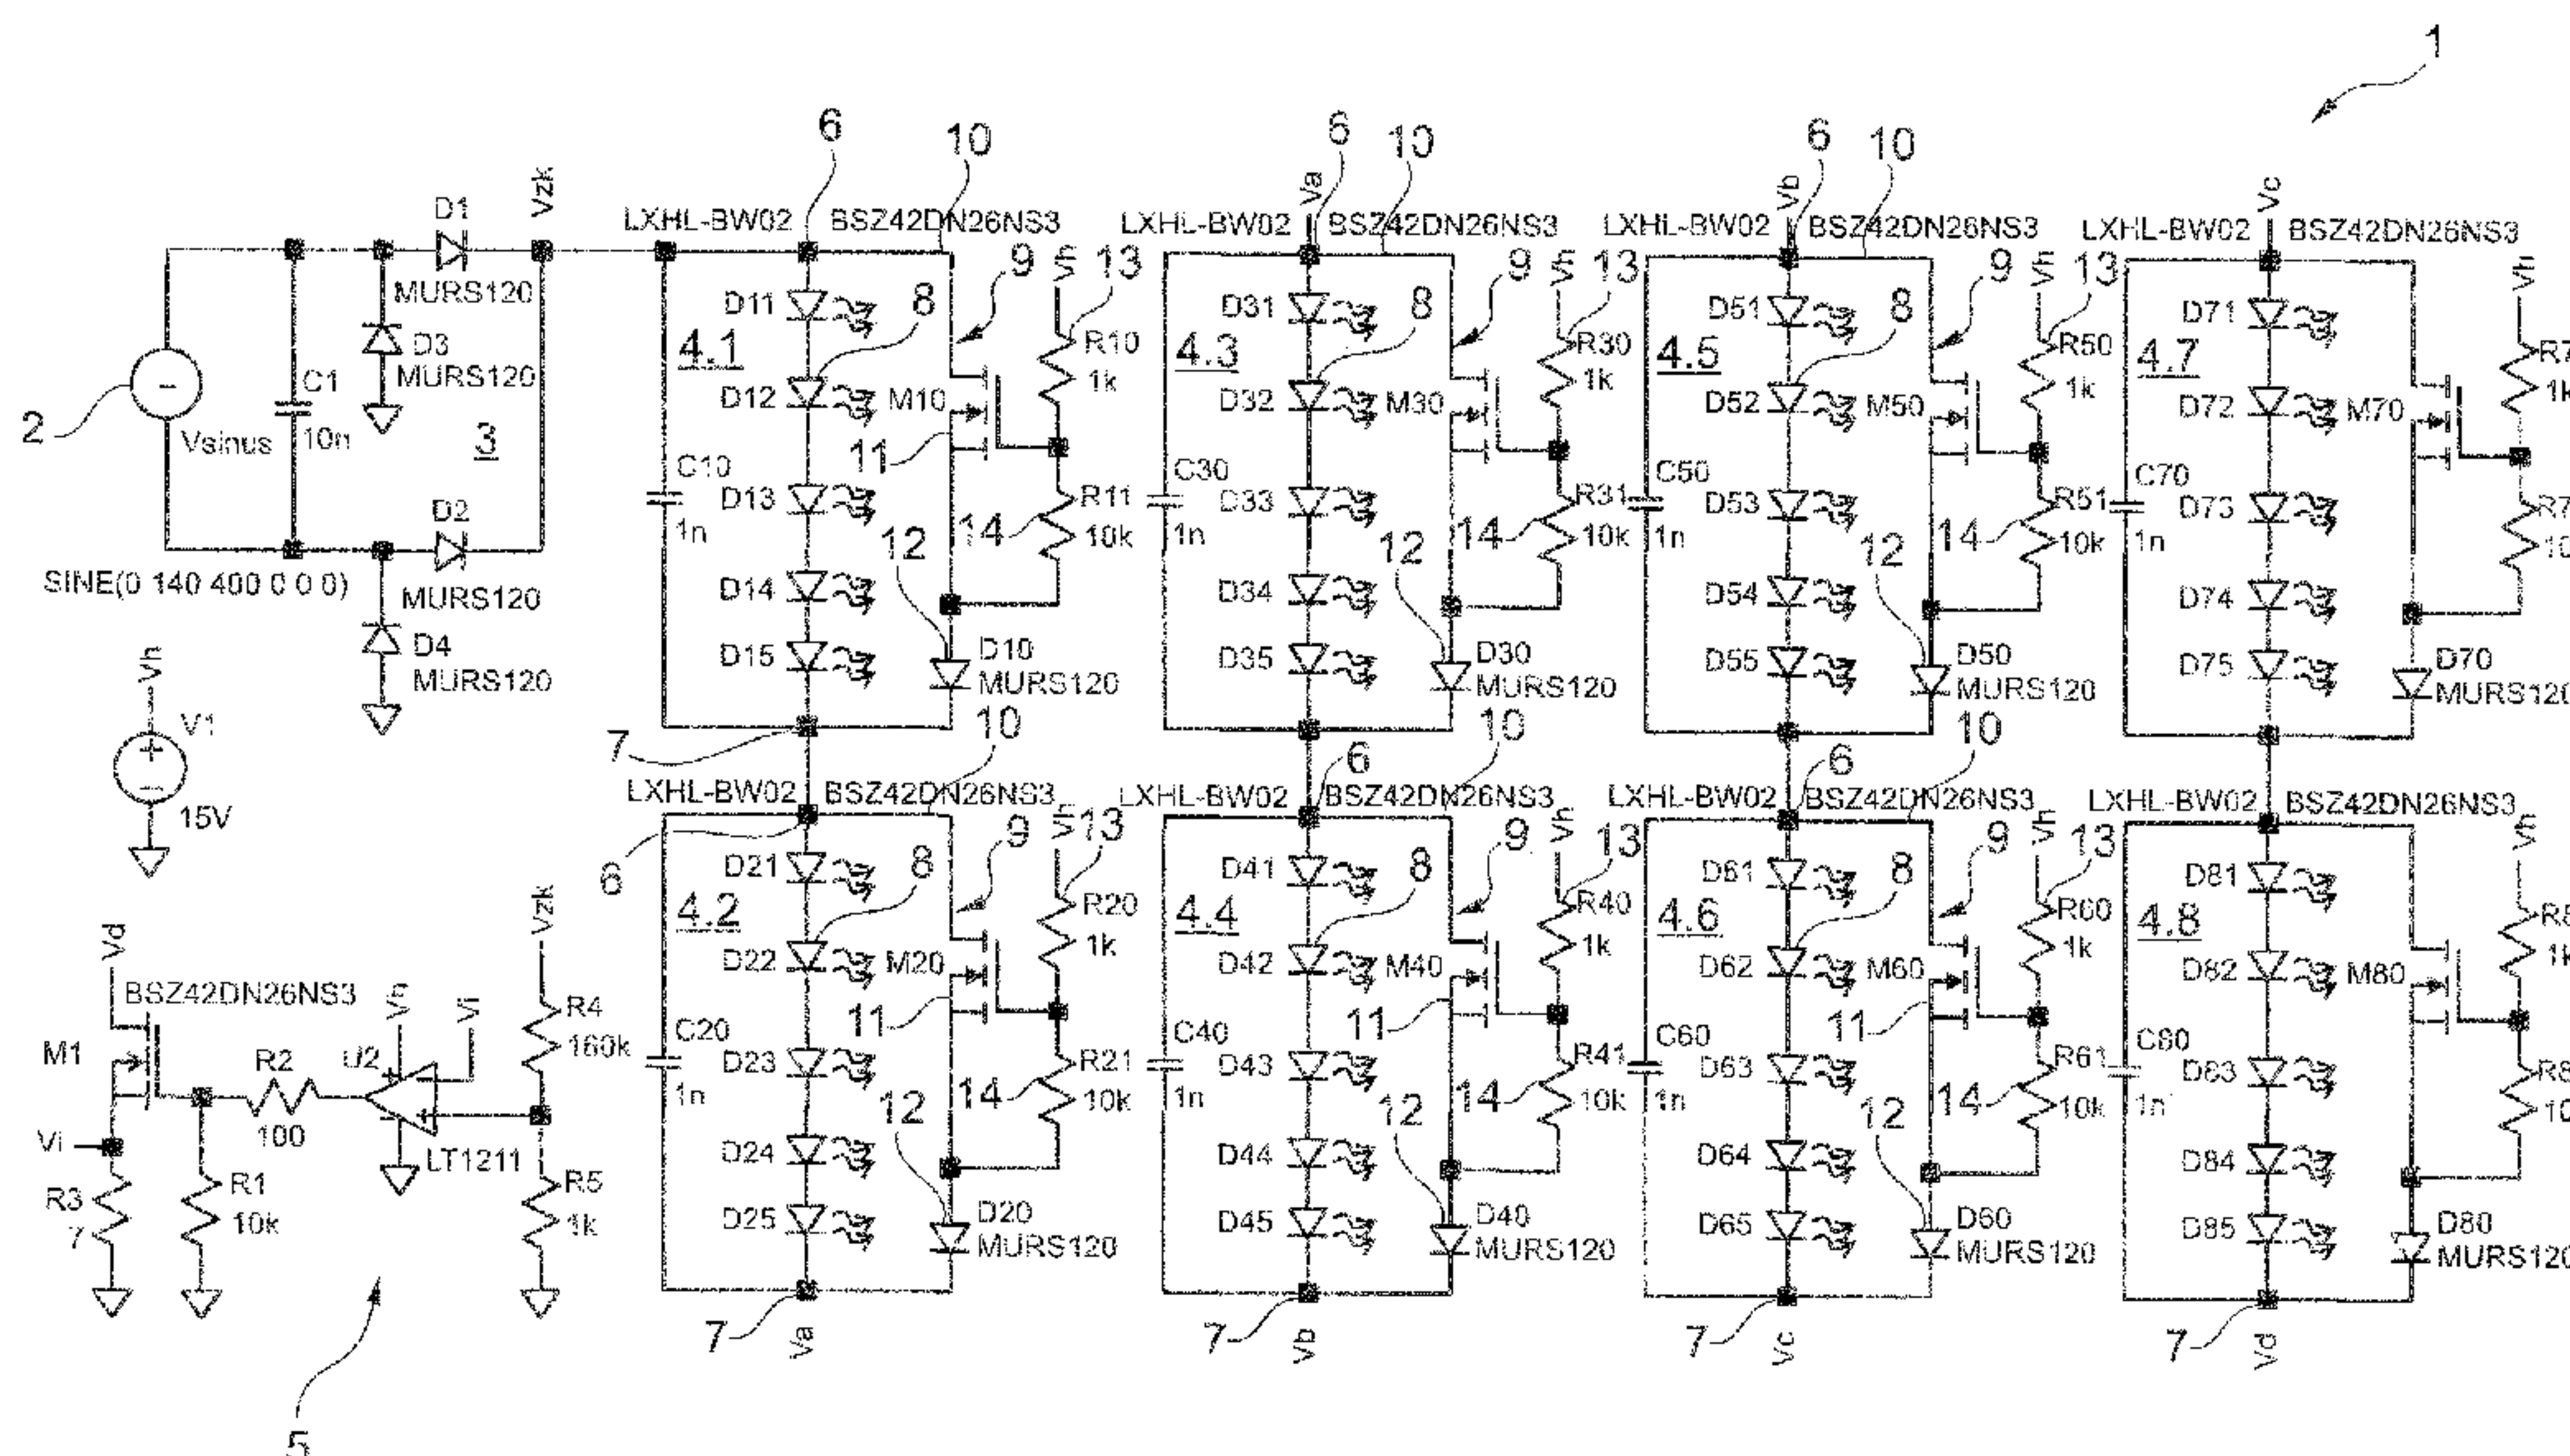 1
6
10
6
10
6
10
Vzk
Va
Vb
Vc
D1
MURS120
D3
MURS120
C1
10n
3
2
Vsinus
D2
MURS120
SINE(0 140 400 0 0 0)
D4
MURS120
Vh
V1
15V
LXHL-BW02 BSZ42DN26NS3
4.1
D11
8
9
Vh
13
R10
1k
D12
M10
11
C10
1n
D13
R11
10k
14
12
D14
D15
D10
MURS120
7
10
LXHL-BW02 BSZ42DN26NS3
4.3
D31
8
9
Vh
13
R30
1k
D32
M30
C30
1n
D33
R31
10k
14
12
D34
D35
D30
MURS120
10
6
LXHL-BW02 BSZ42DN26NS3
4.5
D51
8
9
Vh
13
R50
1k
D52
M50
C50
1n
D53
R51
10k
14
12
D54
D55
D50
MURS120
10
6
LXHL-BW02 BSZ42DN26NS3
4.7
D71
Vh
D72
M70
C70
1n
D73
D74
D75
D70
MURS120
Vd
BSZ42DN26NS3
M1
R2
100
U2
Vh
Vi
LT1211
Vzk
R4
160k
Vi
R3
7
R1
10k
R5
1k
5
LXHL-BW02 BSZ42DN26NS3
6
4.2
D21
8
9
Vh
13
R20
1k
D22
M20
11
C20
1n
D23
R21
10k
14
12
D24
D25
D20
MURS120
7
Va
LXHL-BW02 BSZ42DN26NS3
4.4
D41
8
9
Vh
13
R40
1k
D42
M40
11
C40
1n
D43
R41
10k
14
12
D44
D45
D40
MURS120
7
Vb
LXHL-BW02 BSZ42DN26NS3
4.6
D61
8
9
Vh
13
R60
1k
D62
M60
11
C60
1n
D63
R61
10k
14
12
D64
D65
D60
MURS120
7
Vc
LXHL-BW02 BSZ42DN26NS3
4.8
D81
Vh
D82
M80
C80
1n
D83
D84
D85
D80
MURS120
7
Vd